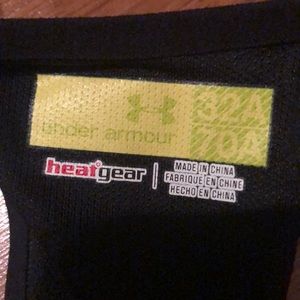 32A
under armour 70A
heatgear | MADE IN CHINA
FABRIQUÉ EN CHINE
HECHO EN CHINA